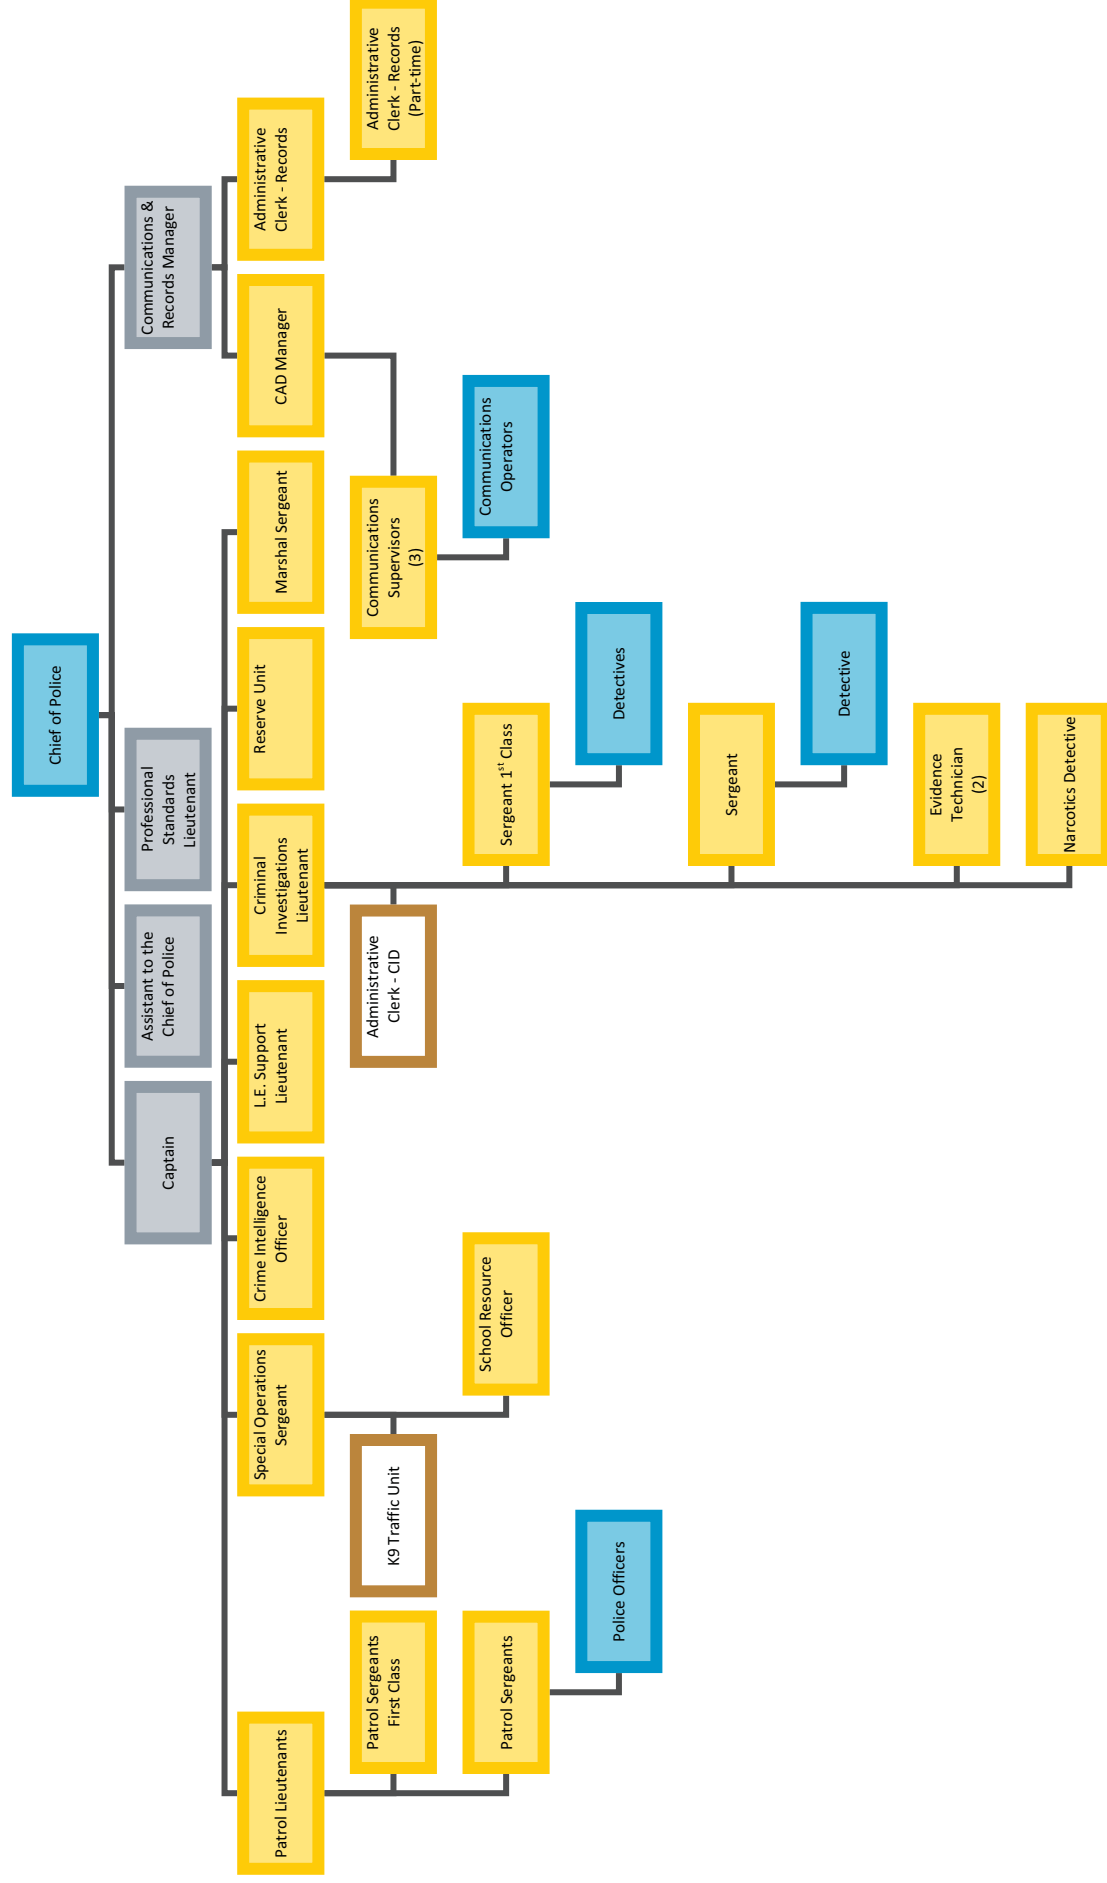 Chief of Police
Captain
Assistant to the
Chief of Police
Professional
Standards
Lieutenant
Communications &
Records Manager
Patrol Lieutenants
Special Operations
Sergeant
Crime Intelligence
Officer
L.E. Support
Lieutenant
Criminal
Investigations
Lieutenant
Reserve Unit
Marshal Sergeant
CAD Manager
Administrative
Clerk - Records
Patrol Sergeants
First Class
K9 Traffic Unit
Administrative
Clerk - CID
Communications
Supervisors
(3)
Administrative
Clerk - Records
(Part-time)
Patrol Sergeants
School Resource
Officer
Sergeant 1st Class
Communications
Operators
Police Officers
Detectives
Sergeant
Detective
Evidence
Technician
(2)
Narcotics Detective